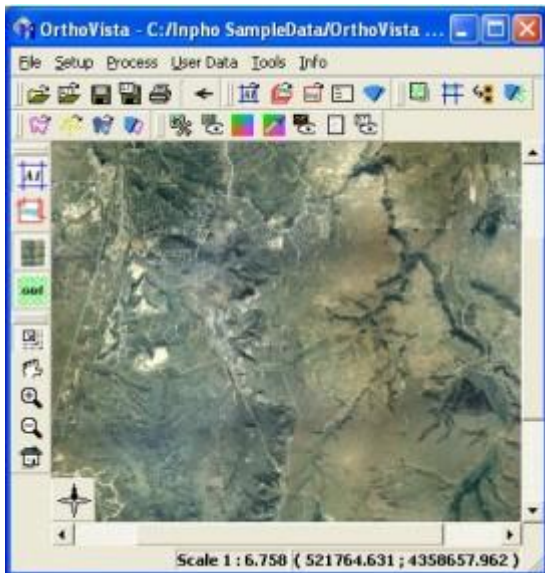 OrthoVista - C:/Inpho SampleData/OrthoVista ...
File Setup Process User Data Tools Info
Scale 1 : 6.758 ( 521764.631 ; 4358657.962 )